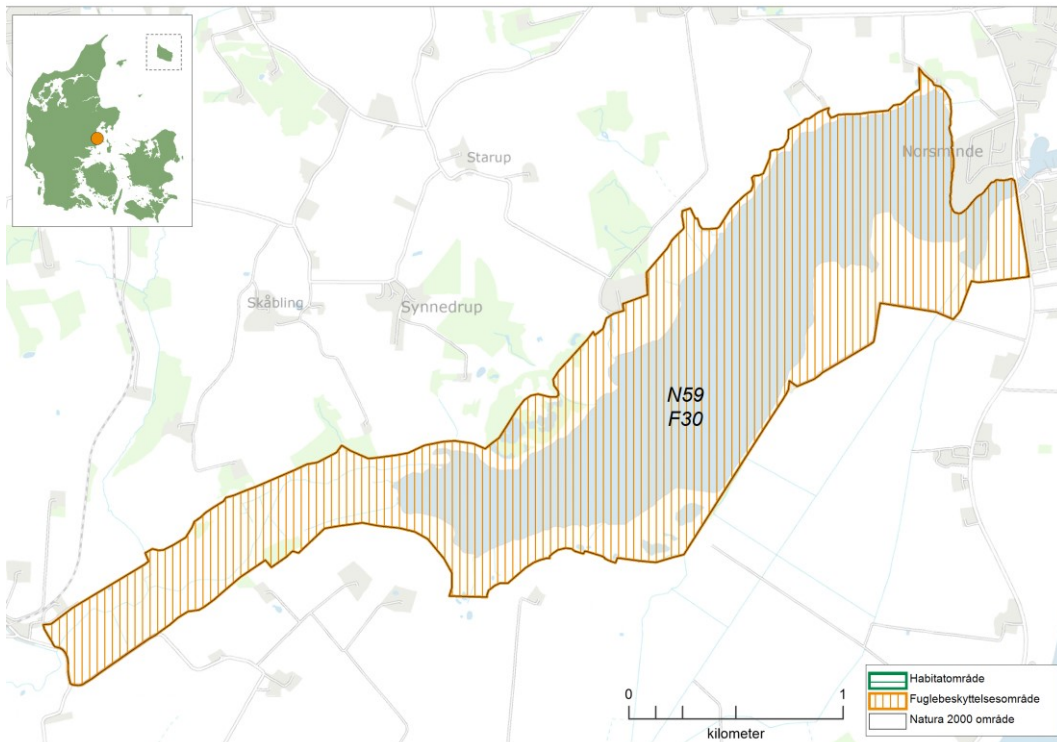 Starup
Norsminde
Skåbling
Synnedrup
N59
F30
0
1
kilometer
Habitatområde
Fuglebeskyttelsesområde
Natura 2000 område